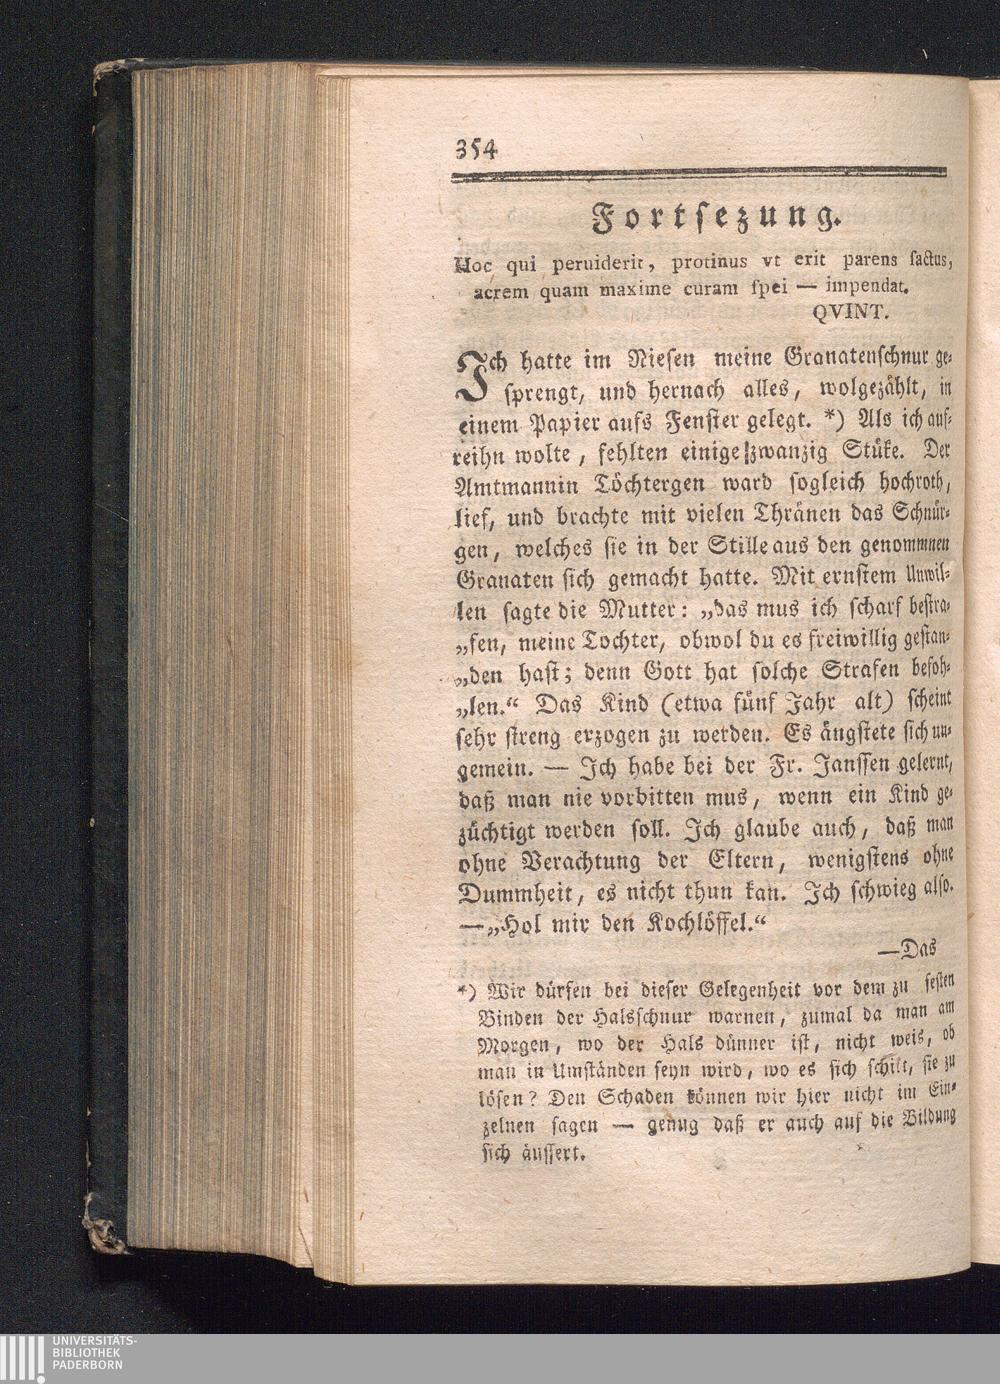 354
Fortsezung.
Hoc qui peruiderit, protinus vt erit parens factus,
acrem quam maxime curam spei — impendat.
QVINT.
Ich hatte im Niesen meine Granatenschnur ge-
sprengt, und hernach alles, wolgezählt, in
einem Papier aufs Fenster gelegt. *) Als ich auf-
reihn wolte, fehlten einige zwanzig Stüke. Der
Amtmannin Töchtergen ward sogleich hochroth,
lief, und brachte mit vielen Thränen das Schnür-
gen, welches sie in der Stille aus den genommnen
Granaten sich gemacht hatte. Mit ernstem Unwil-
len sagte die Mutter: „das mus ich scharf bestra-
„fen, meine Tochter, obwol du es freiwillig gestan-
„den hast; denn Gott hat solche Strafen befoh-
„len.“ Das Kind (etwa fünf Jahr alt) scheint
sehr streng erzogen zu werden. Es ängstete sich un-
gemein. — Ich habe bei der Fr. Janssen gelernt,
daß man nie vorbitten mus, wenn ein Kind ge-
züchtigt werden soll. Ich glaube auch, daß man
ohne Verachtung der Eltern, wenigstens ohne
Dummheit, es nicht thun kan. Ich schwieg also.
— „Hol mir den Kochlöffel.“
—Das
*) Wir dürfen bei dieser Gelegenheit vor dem zu festen
Binden der Halsschnur warnen, zumal da man am
Morgen, wo der Hals dünner ist, nicht weis, ob
man in Umständen seyn wird, wo es sich schikt, sie zu
lösen? Den Schaden können wir hier nicht im Ein-
zelnen sagen — genug daß er auch auf die Bildung
sich äussert.
UNIVERSITÄTS-
BIBLIOTHEK
PADERBORN